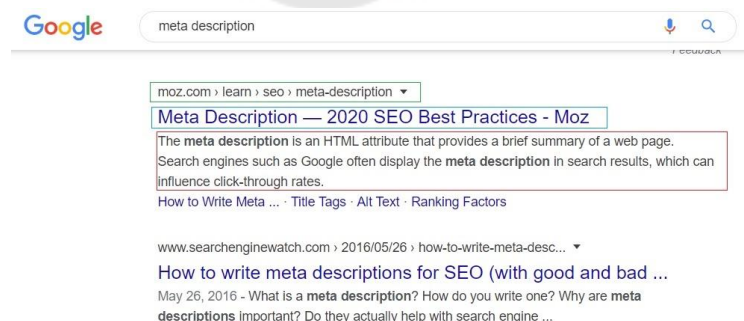 Google
meta description
Feedback
moz.com › learn › seo › meta-description
Meta Description — 2020 SEO Best Practices - Moz
The meta description is an HTML attribute that provides a brief summary of a web page.
Search engines such as Google often display the meta description in search results, which can
influence click-through rates.
How to Write Meta ... · Title Tags · Alt Text · Ranking Factors
www.searchenginewatch.com › 2016/05/26 › how-to-write-meta-desc...
How to write meta descriptions for SEO (with good and bad ...
May 26, 2016 - What is a meta description? How do you write one? Why are meta
descriptions important? Do they actually help with search engine ...